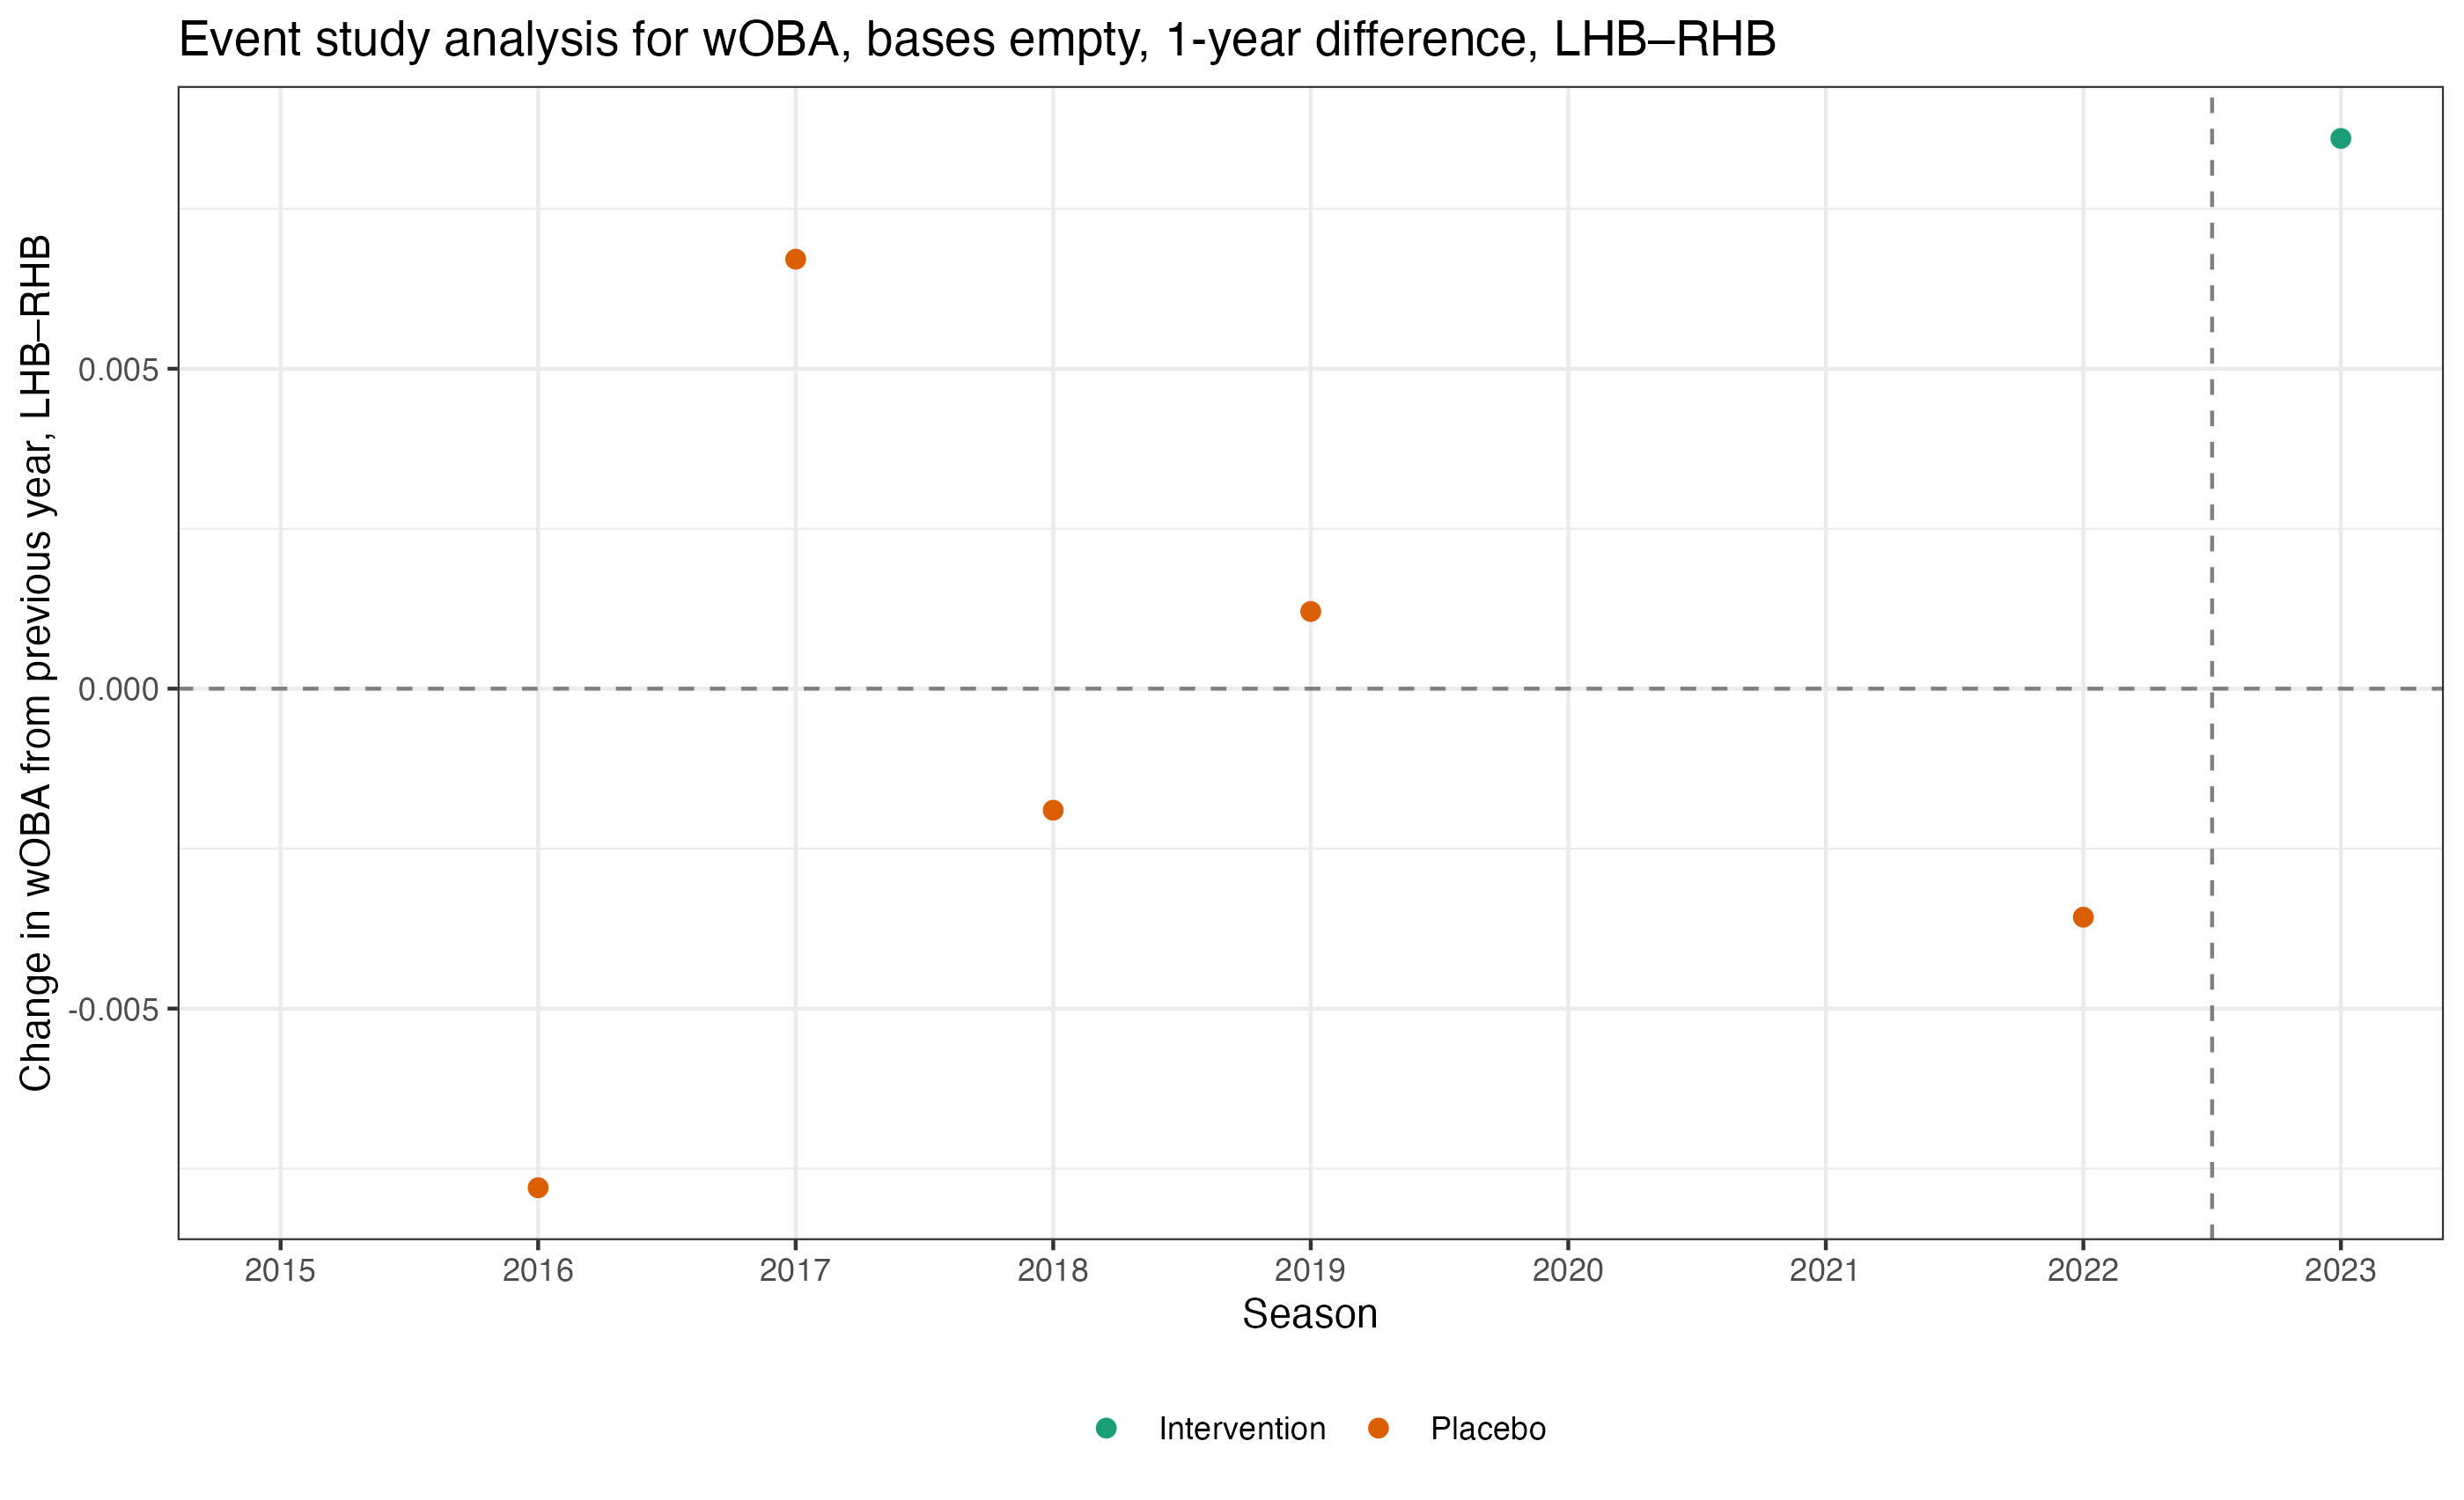 Event study analysis for wOBA, bases empty, 1-year difference, LHB–RHB
Change in wOBA from previous year, LHB–RHB
0.005
0.000
-0.005
2015 2016 2017 2018 2019 2020 2021 2022 2023
Season
Intervention Placebo